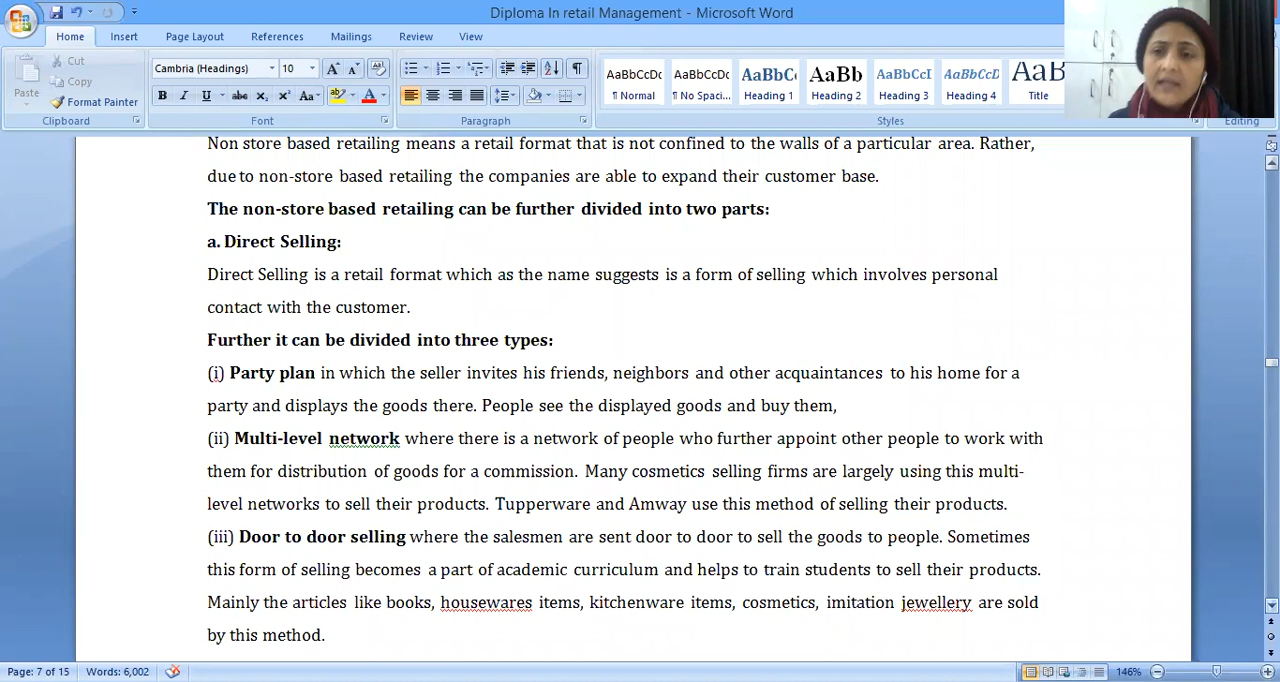 Diploma In retail Management - Microsoft Word
Home Insert Page Layout References Mailings Review View
Paste
Cut
Copy
Format Painter
Clipboard
Cambria (Headings) 10
Font
Paragraph
AaBbCcDc AaBbCcDc AaBbC AaBb AaBbCcI AaBbCcD AaB
¶ Normal ¶ No Spaci... Heading 1 Heading 2 Heading 3 Heading 4 Title
Styles
Editing
Non store based retailing means a retail format that is not confined to the walls of a particular area. Rather,
due to non-store based retailing the companies are able to expand their customer base.
The non-store based retailing can be further divided into two parts:
a. Direct Selling:
Direct Selling is a retail format which as the name suggests is a form of selling which involves personal
contact with the customer.
Further it can be divided into three types:
(i) Party plan in which the seller invites his friends, neighbors and other acquaintances to his home for a
party and displays the goods there. People see the displayed goods and buy them,
(ii) Multi-level network where there is a network of people who further appoint other people to work with
them for distribution of goods for a commission. Many cosmetics selling firms are largely using this multi-
level networks to sell their products. Tupperware and Amway use this method of selling their products.
(iii) Door to door selling where the salesmen are sent door to door to sell the goods to people. Sometimes
this form of selling becomes a part of academic curriculum and helps to train students to sell their products.
Mainly the articles like books, housewares items, kitchenware items, cosmetics, imitation jewellery are sold
by this method.
Page: 7 of 15 Words: 6,002 146%